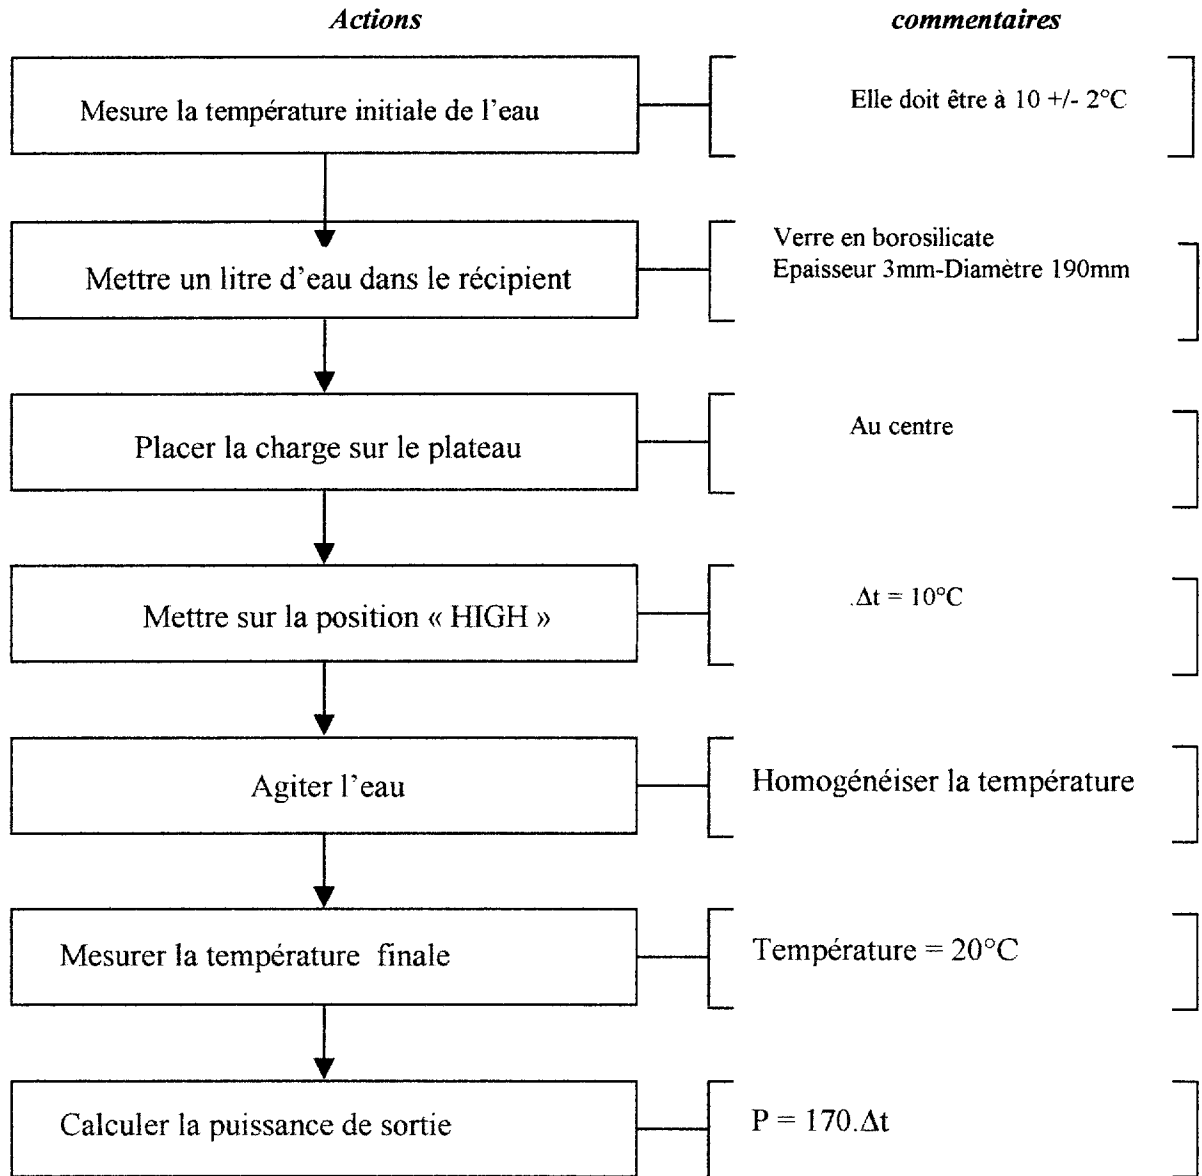 Actions
commentaires
Mesure la température initiale de l'eau
Elle doit être à 10 +/- 2°C
Mettre un litre d'eau dans le récipient
Verre en borosilicate
Epaisseur 3mm-Diamètre 190mm
Placer la charge sur le plateau
Au centre
Mettre sur la position « HIGH »
.Δt = 10°C
Agiter l'eau
Homogénéiser la température
Mesurer la température finale
Température = 20°C
Calculer la puissance de sortie
P = 170.Δt